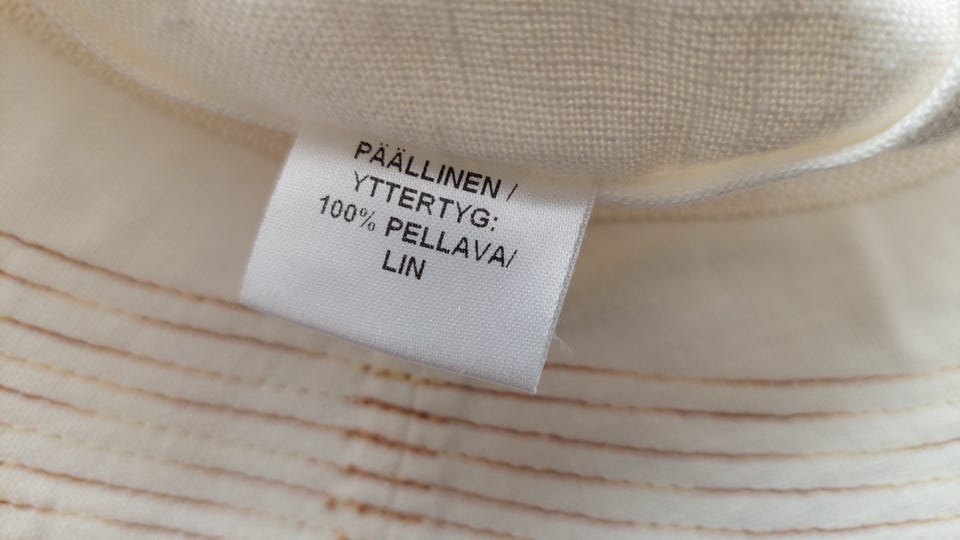 PÄÄLLINEN /
YTTERTYG:
100% PELLAVA/
LIN